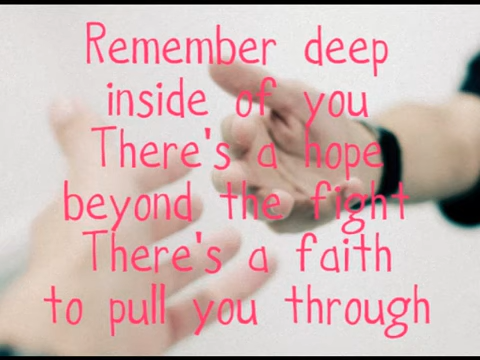 Remember deep
inside of you
There's a hope
beyond the fight
There's a faith
to pull you through